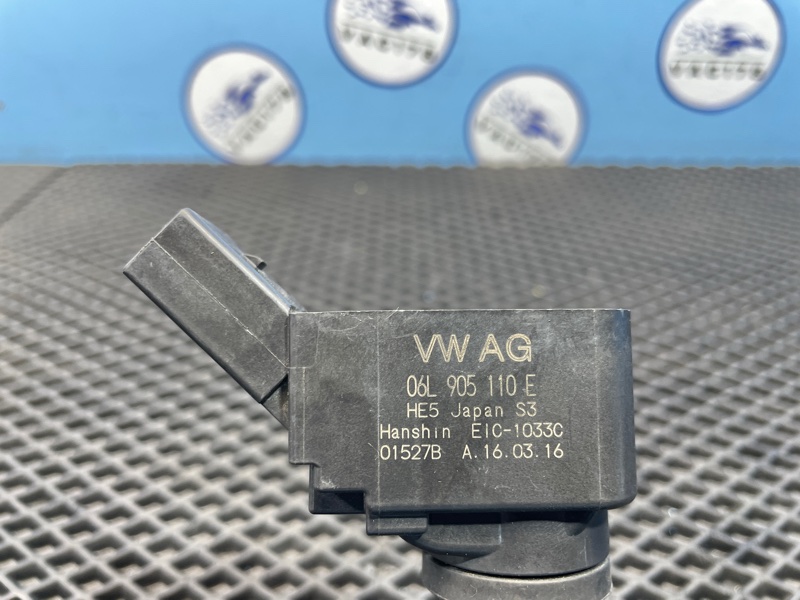 VW AG
06L 905 110 E
HE5 Japan S3
Hanshin EIC-1033C
01527B A.16.03.16